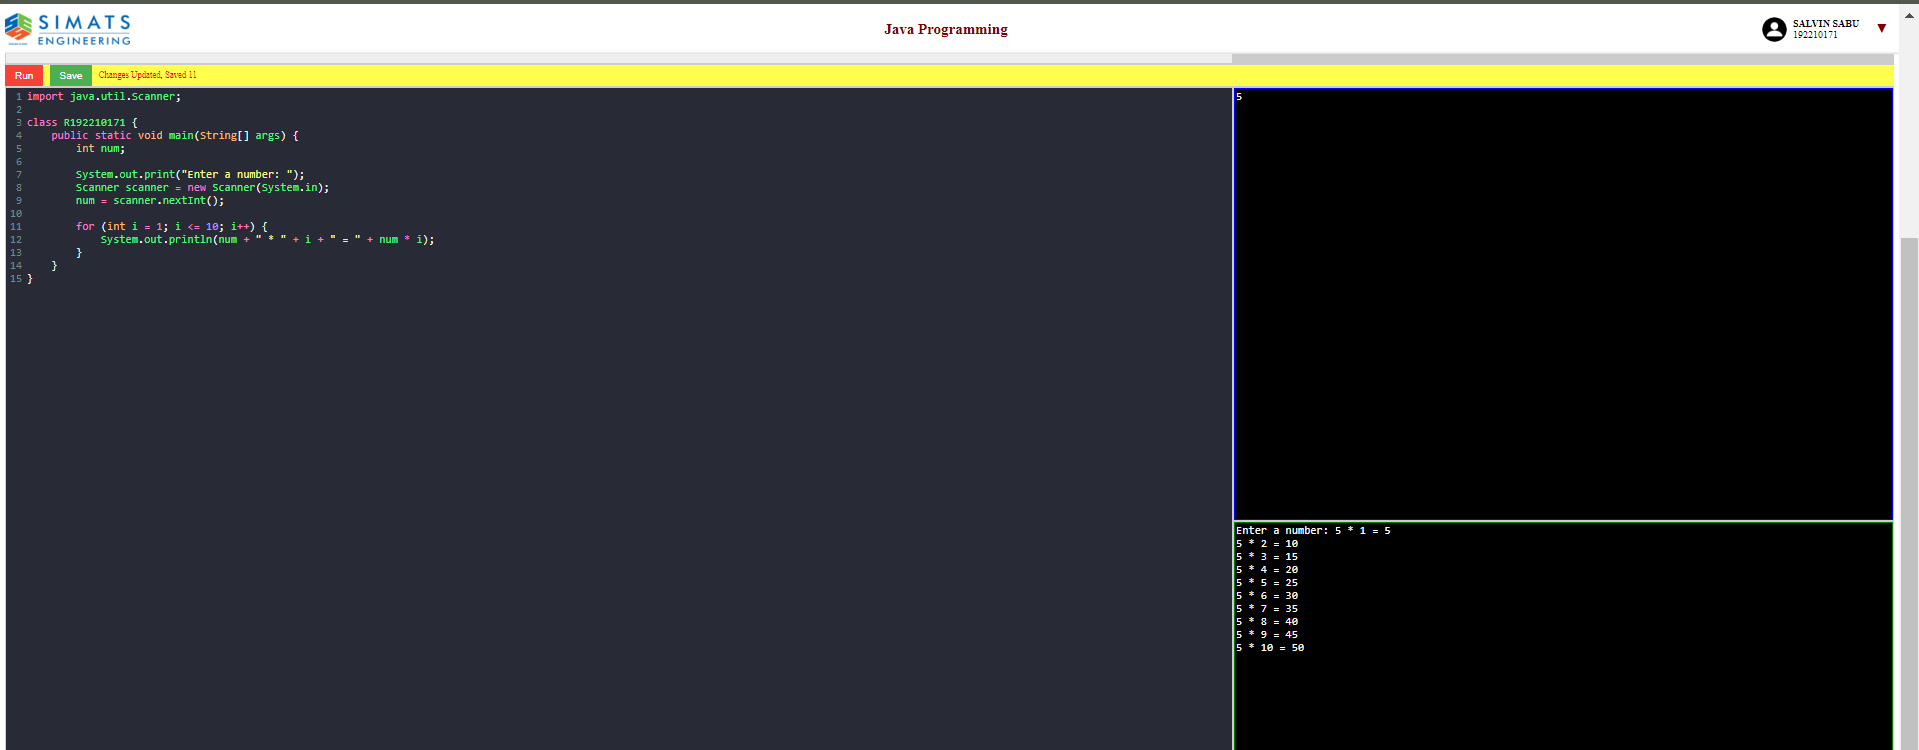 SIMATS
ENGINEERING
Java Programming
SALVIN SABU
192210171
Run
Save
Changes Updated, Saved 11
1 import java.util.Scanner;
2
3 class R192210171 {
4     public static void main(String[] args) {
5         int num;
6
7         System.out.print("Enter a number: ");
8         Scanner scanner = new Scanner(System.in);
9         num = scanner.nextInt();
10
11         for (int i = 1; i <= 10; i++) {
12             System.out.println(num + " * " + i + " = " + num * i);
13         }
14     }
15 }
5
Enter a number: 5 * 1 = 5
5 * 2 = 10
5 * 3 = 15
5 * 4 = 20
5 * 5 = 25
5 * 6 = 30
5 * 7 = 35
5 * 8 = 40
5 * 9 = 45
5 * 10 = 50